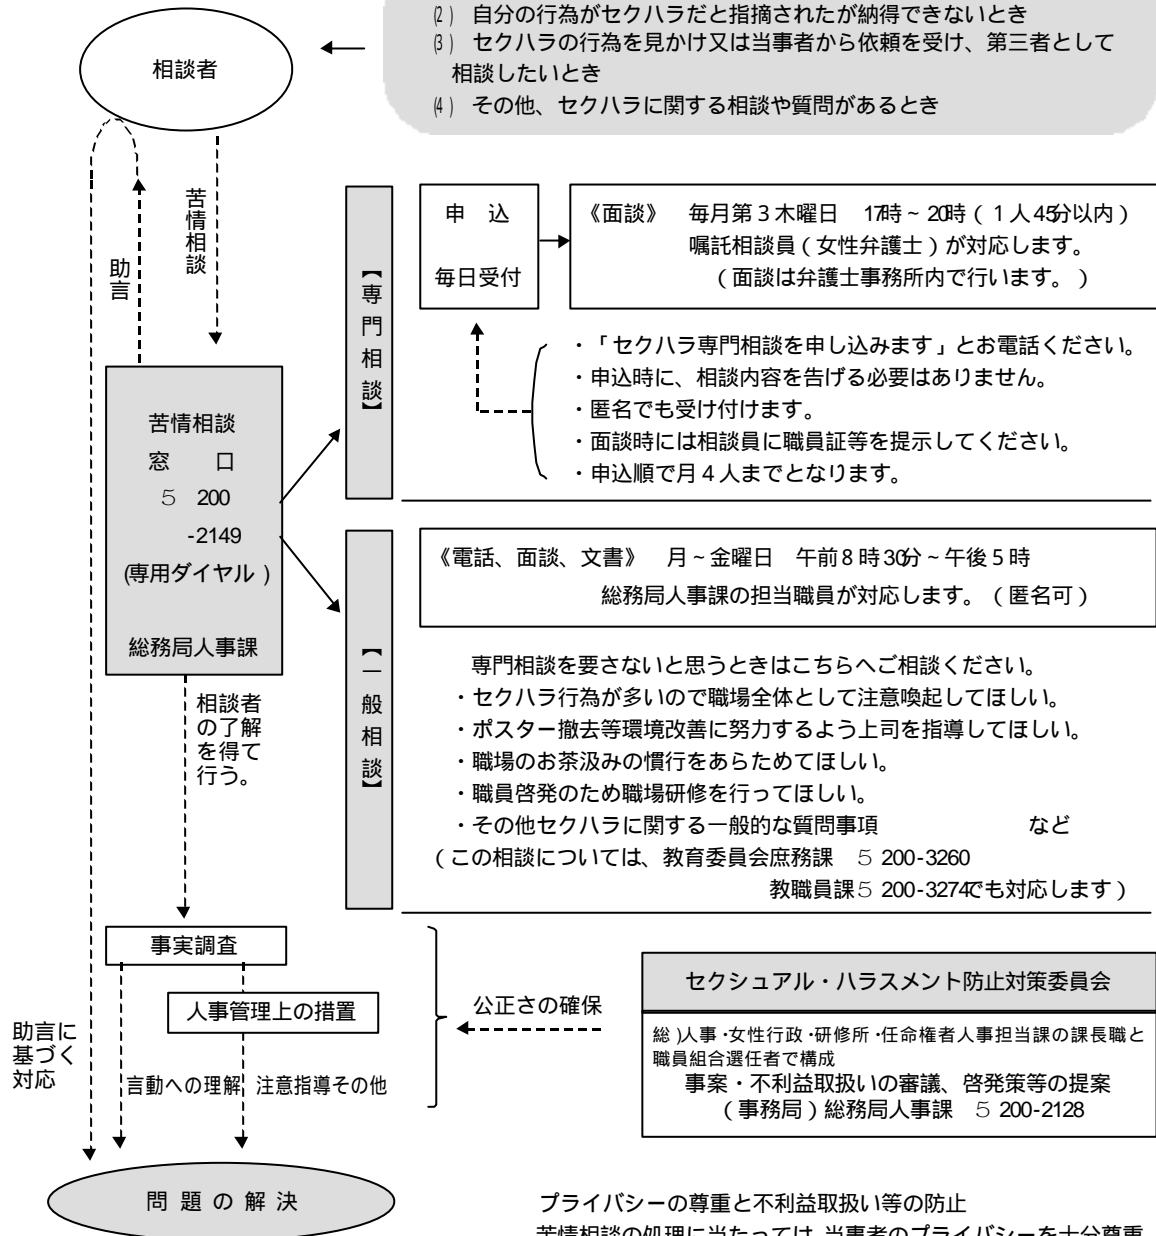 (2) 自分の行為がセクハラだと指摘されたが納得できないとき
(3) セクハラの行為を見かけ又は当事者から依頼を受け、第三者として
相談したいとき
(4) その他、セクハラに関する相談や質問があるとき
相談者
助言
苦情相談
【専門相談】
申 込
毎日受付
《面談》 毎月第3木曜日 17時~20時(1人45分以内)
嘱託相談員(女性弁護士)が対応します。
(面談は弁護士事務所内で行います。)
・「セクハラ専門相談を申し込みます」とお電話ください。
・申込時に、相談内容を告げる必要はありません。
・匿名でも受け付けます。
・面談時には相談員に職員証等を提示してください。
・申込順で月4人までとなります。
苦情相談
窓 口
5 200
-2149
(専用ダイヤル)
総務局人事課
【一般相談】
《電話、面談、文書》 月~金曜日 午前8時30分~午後5時
総務局人事課の担当職員が対応します。(匿名可)
専門相談を要さないと思うときはこちらへご相談ください。
・セクハラ行為が多いので職場全体として注意喚起してほしい。
・ポスター撤去等環境改善に努力するよう上司を指導してほしい。
・職場のお茶汲みの慣行をあらためてほしい。
・職員啓発のため職場研修を行ってほしい。
・その他セクハラに関する一般的な質問事項 など
(この相談については、教育委員会庶務課 5 200-3260
教職員課5 200-3274でも対応します)
相談者
の了解
を得て
行う。
事実調査
人事管理上の措置
公正さの確保
セクシュアル・ハラスメント防止対策委員会
総)人事・女性行政・研修所・任命権者人事担当課の課長職と
職員組合選任者で構成
事案・不利益取扱いの審議、啓発策等の提案
(事務局)総務局人事課 5 200-2128
助言に
基づく
対応
言動への理解 注意指導その他
問題の解決
プライバシーの尊重と不利益取扱い等の防止
苦情相談の処理に当たっては、当事者のプライバシーを十分尊重